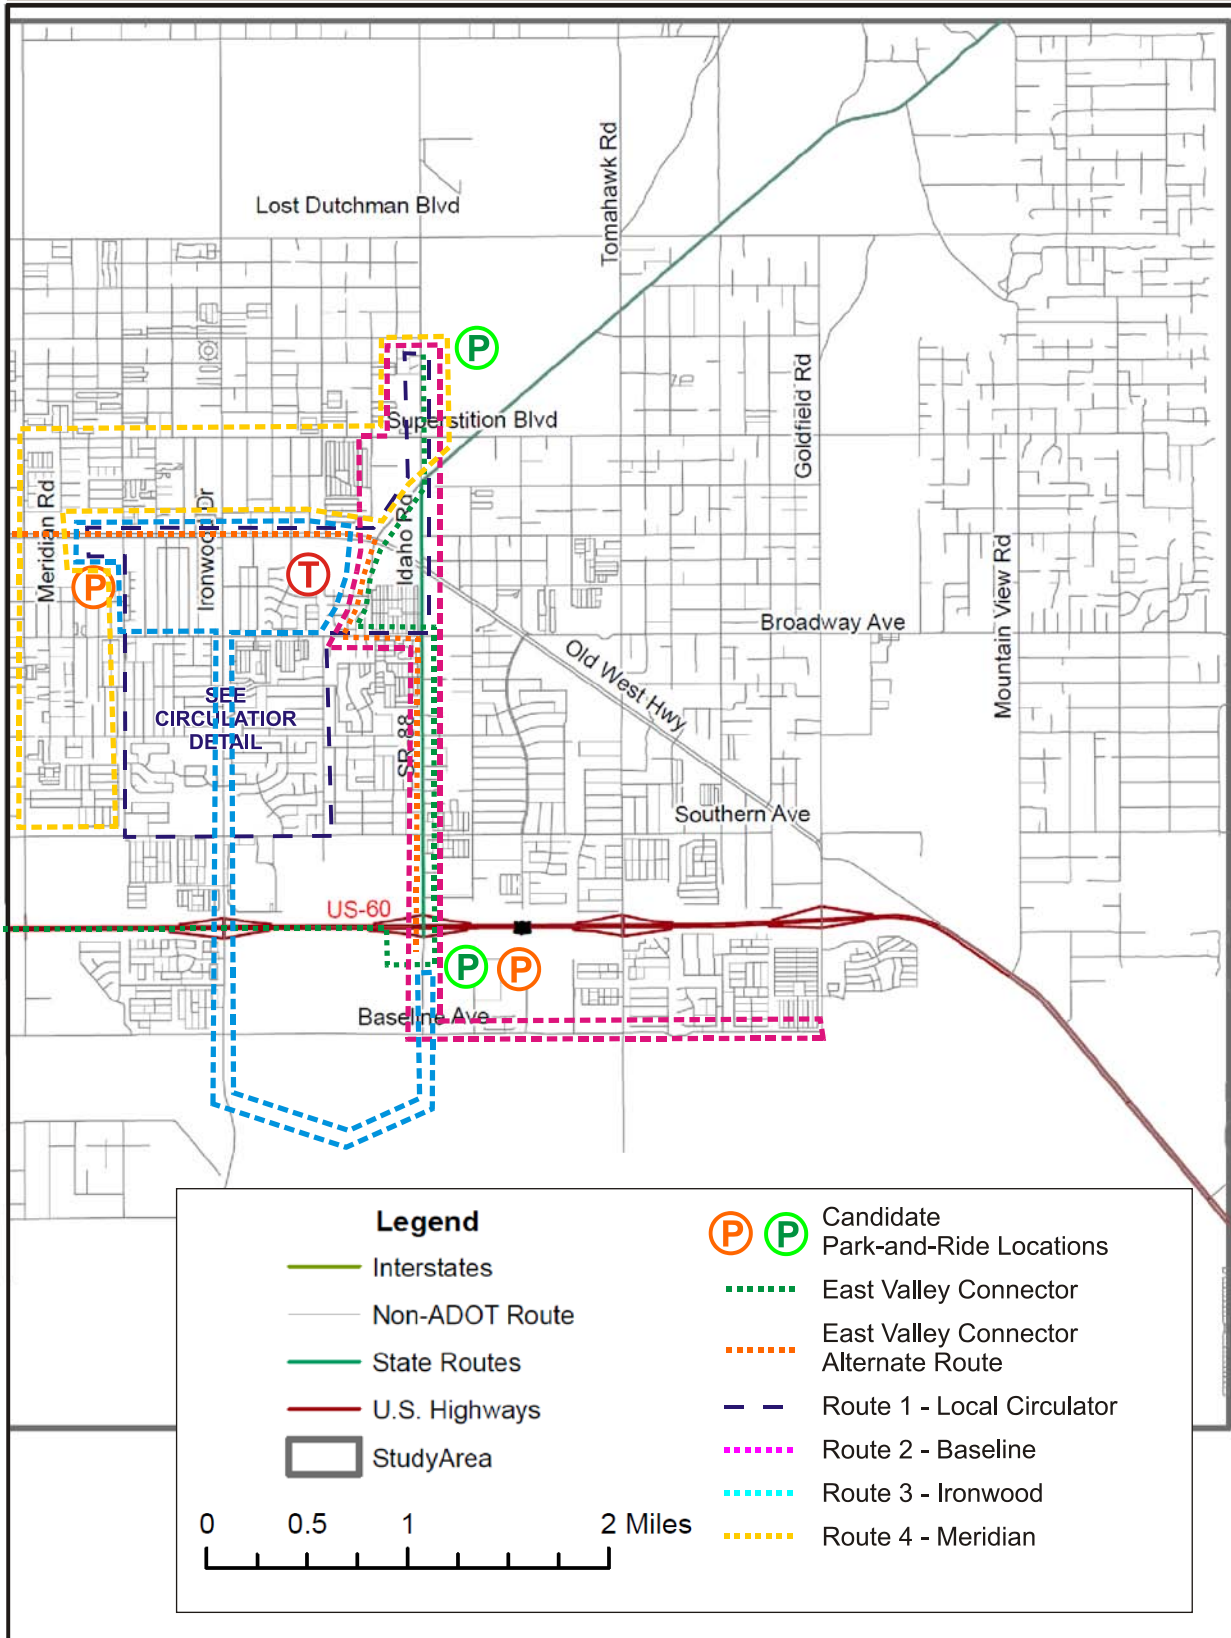 Tomahawk Rd
Lost Dutchman Blvd
P
Goldfield Rd
Superstition Blvd
Meridian Rd
Ironwood Dr
Idaho Rd
T
P
Mountain View Rd
Broadway Ave
Old West Hwy
SEE
CIRCULATIOR
DETAIL
SR-88
Southern Ave
US-60
P
P
Baseline Ave
Legend
Interstates
Non-ADOT Route
State Routes
U.S. Highways
StudyArea
0 0.5 1 2 Miles
P P Candidate
Park-and-Ride Locations
East Valley Connector
East Valley Connector
Alternate Route
Route 1 - Local Circulator
Route 2 - Baseline
Route 3 - Ironwood
Route 4 - Meridian